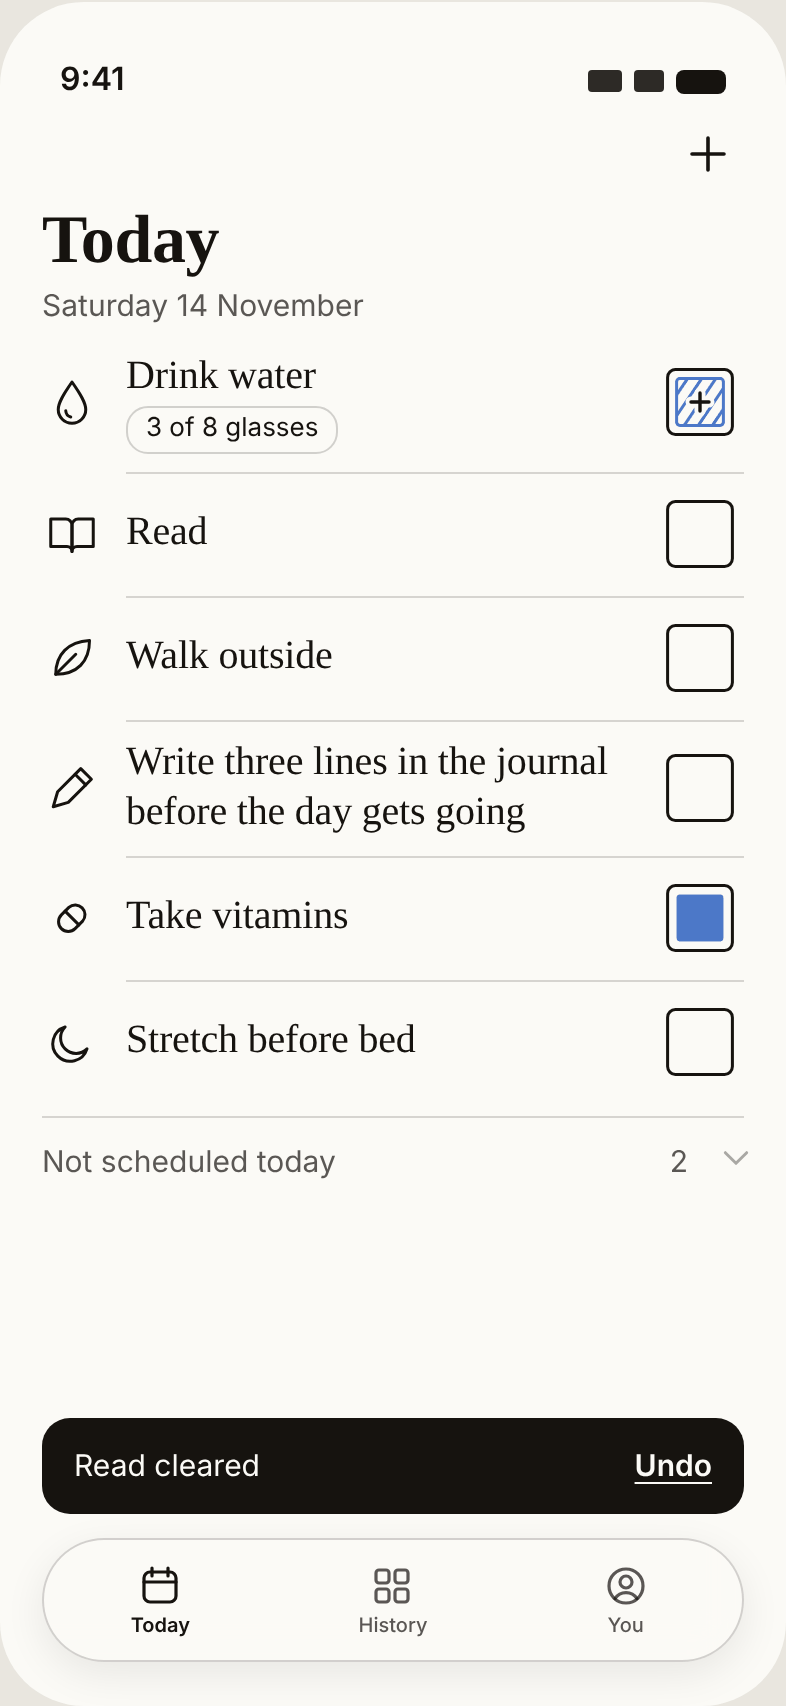 9:41
Today
Saturday 14 November
Drink water
3 of 8 glasses
Read
Walk outside
Write three lines in the journal
before the day gets going
Take vitamins
Stretch before bed
Not scheduled today 2
Read cleared Undo
Today History You